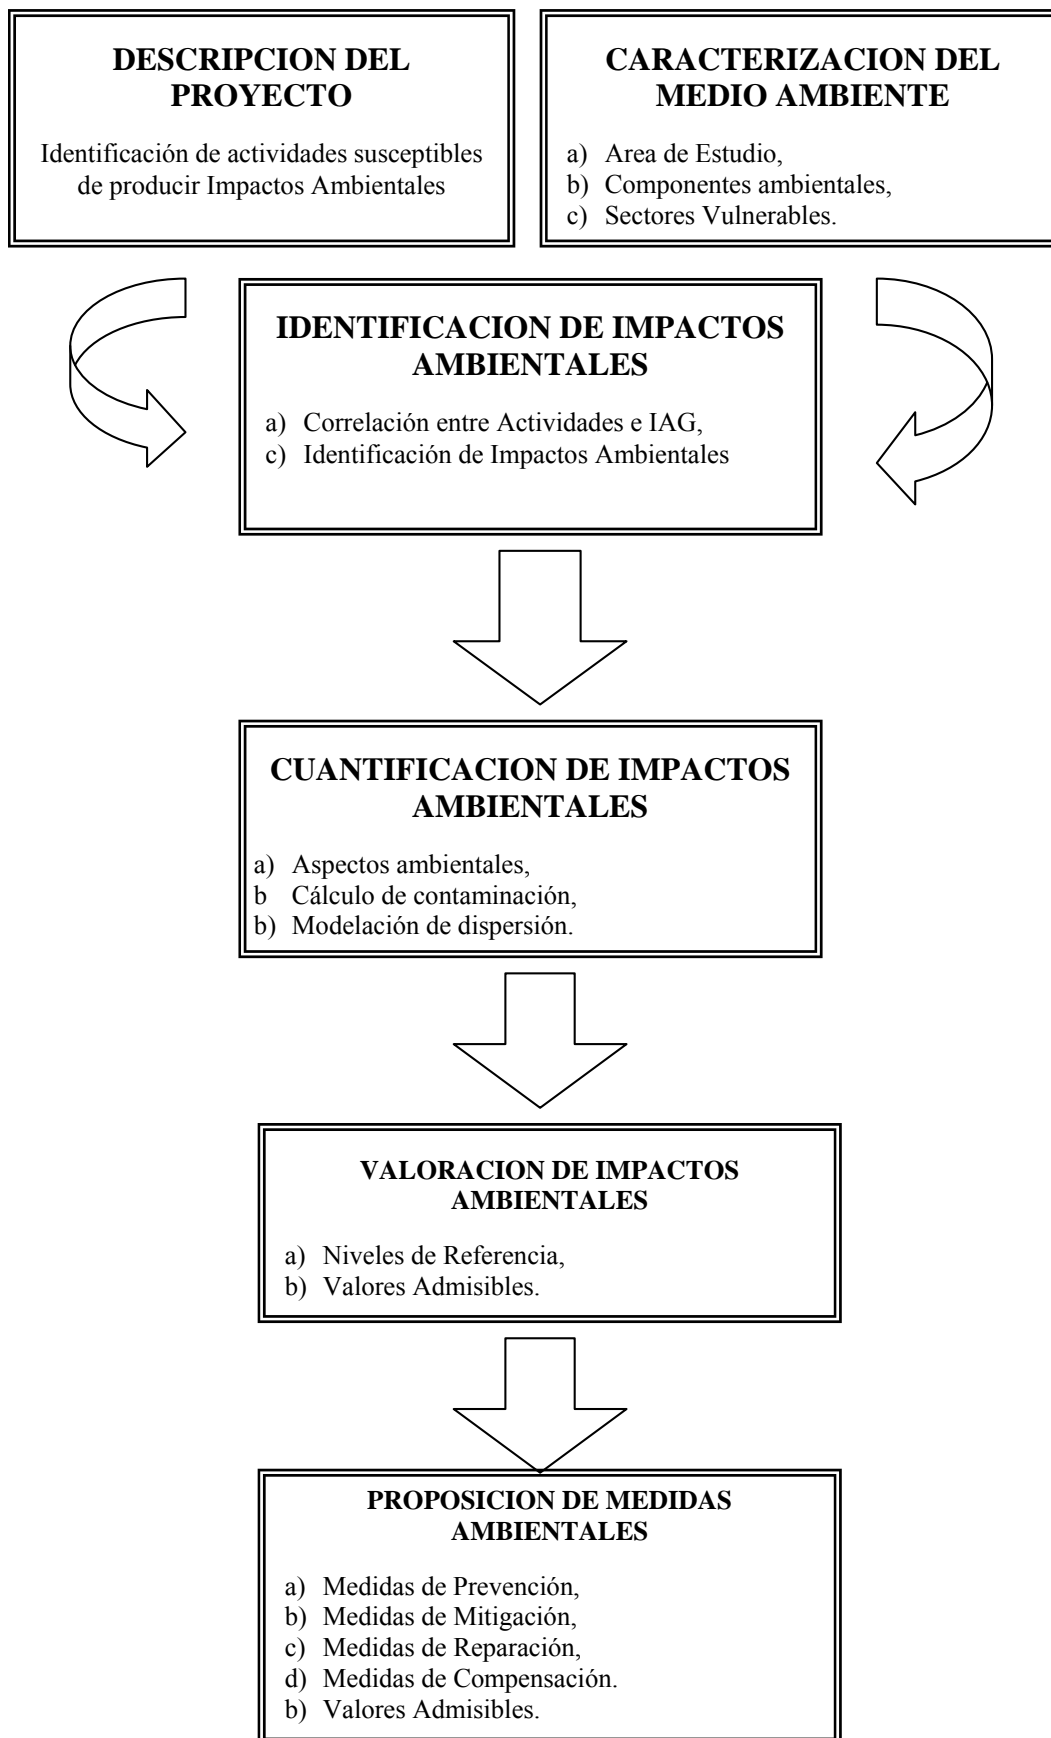 DESCRIPCION DEL
PROYECTO
Identificación de actividades susceptibles
de producir Impactos Ambientales
CARACTERIZACION DEL
MEDIO AMBIENTE
a) Area de Estudio,
b) Componentes ambientales,
c) Sectores Vulnerables.
IDENTIFICACION DE IMPACTOS
AMBIENTALES
a) Correlación entre Actividades e IAG,
c) Identificación de Impactos Ambientales
CUANTIFICACION DE IMPACTOS
AMBIENTALES
a) Aspectos ambientales,
b Cálculo de contaminación,
b) Modelación de dispersión.
VALORACION DE IMPACTOS
AMBIENTALES
a) Niveles de Referencia,
b) Valores Admisibles.
PROPOSICION DE MEDIDAS
AMBIENTALES
a) Medidas de Prevención,
b) Medidas de Mitigación,
c) Medidas de Reparación,
d) Medidas de Compensación.
b) Valores Admisibles.